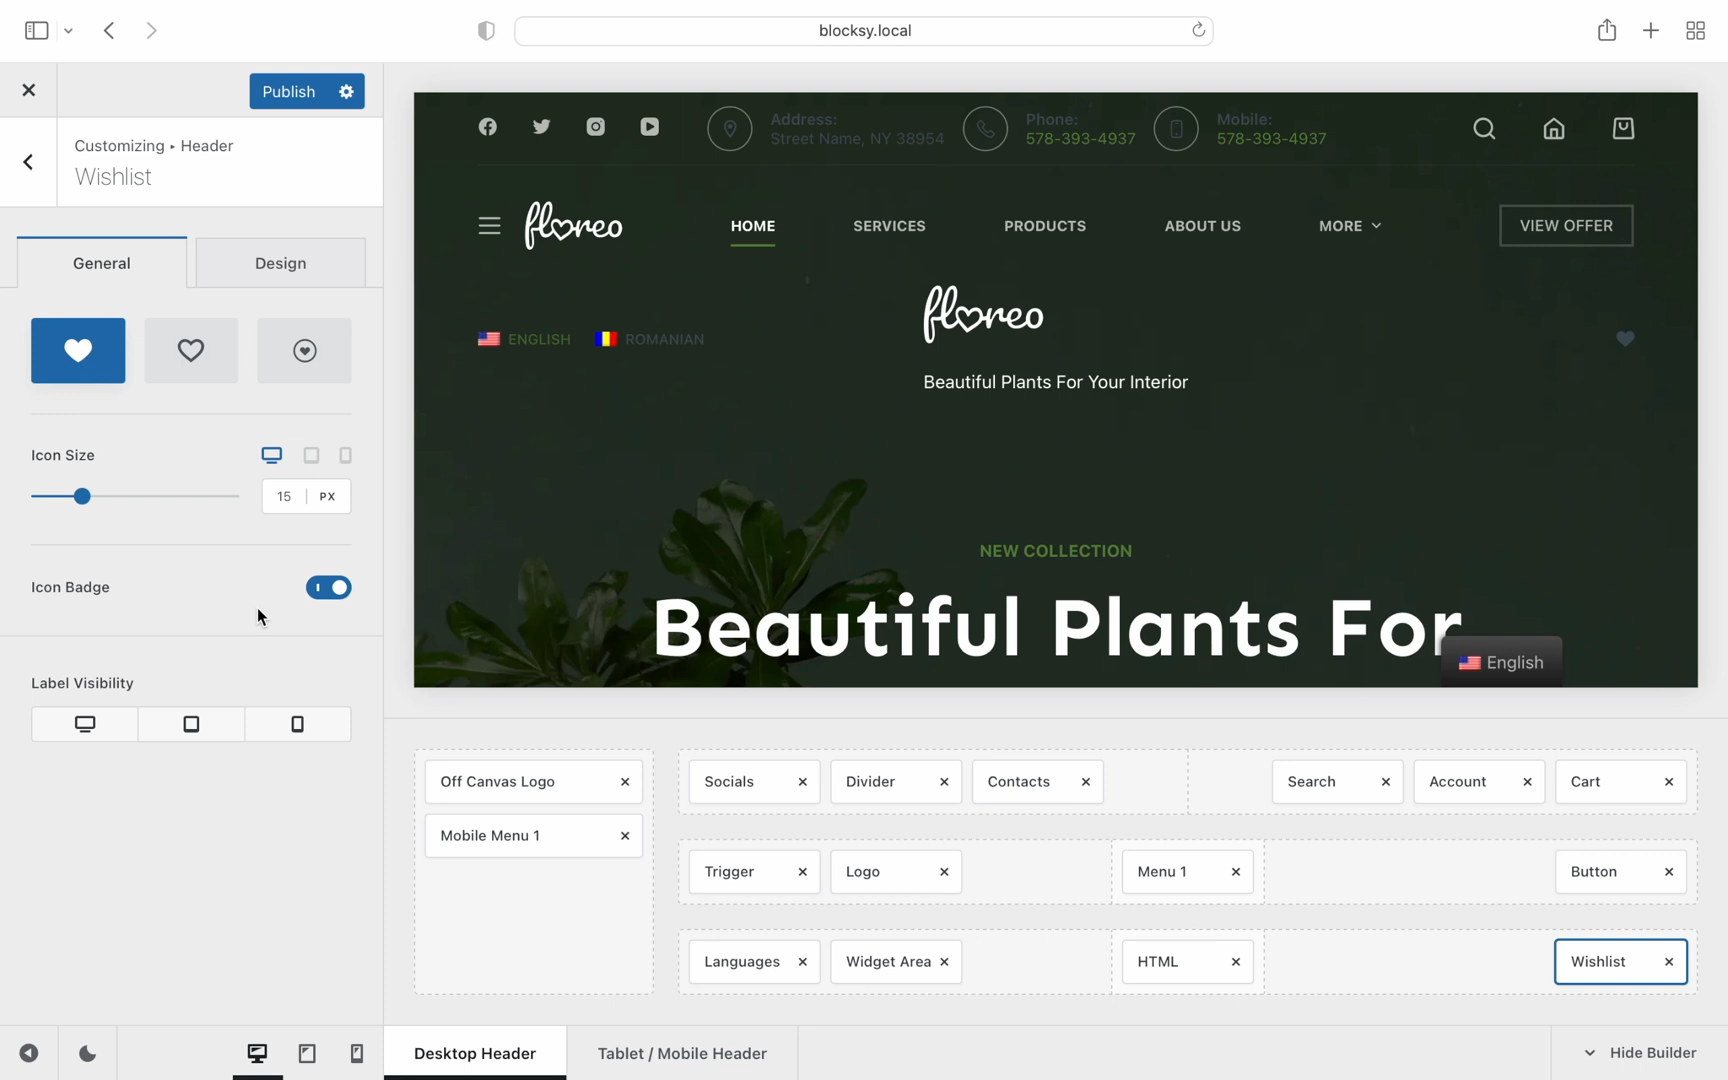 blocksy.local
Publish
Customizing ▸ Header
Wishlist
General
Design
Icon Size
15 PX
Icon Badge
Label Visibility
Address:
Street Name, NY 38954
Phone:
578-393-4937
Mobile:
578-393-4937
floreo
HOME
SERVICES
PRODUCTS
ABOUT US
MORE
VIEW OFFER
floreo
ENGLISH
ROMANIAN
Beautiful Plants For Your Interior
NEW COLLECTION
Beautiful Plants For
English
Off Canvas Logo
Mobile Menu 1
Socials
Divider
Contacts
Search
Account
Cart
Trigger
Logo
Menu 1
Button
Languages
Widget Area
HTML
Wishlist
Desktop Header
Tablet / Mobile Header
Hide Builder